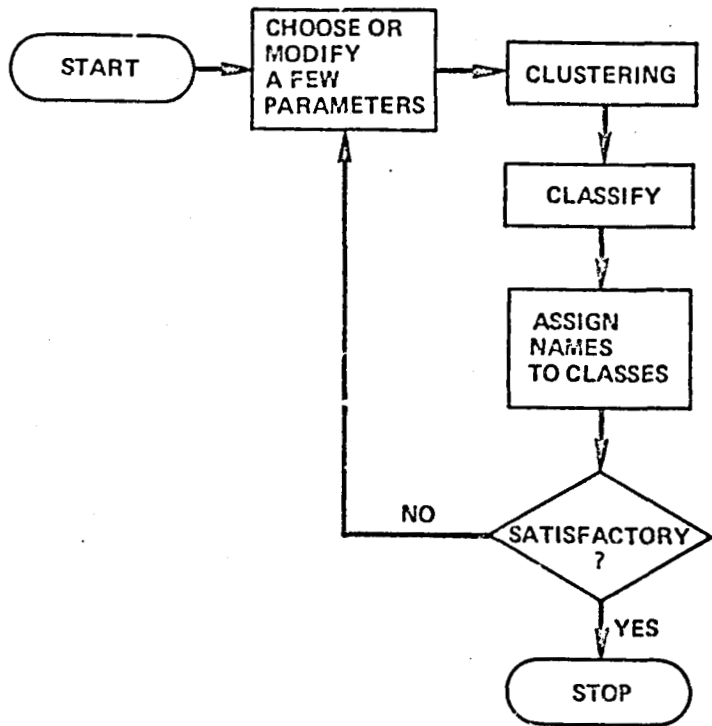 START
CHOOSE OR
MODIFY
A FEW
PARAMETERS
CLUSTERING
CLASSIFY
ASSIGN
NAMES
TO CLASSES
SATISFACTORY
?
NO
YES
STOP